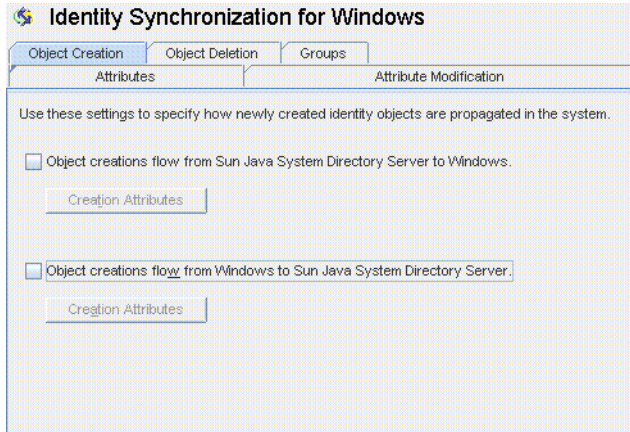 Identity Synchronization for Windows
Object Creation Object Deletion Groups
Attributes Attribute Modification
Use these settings to specify how newly created identity objects are propagated in the system.
Object creations flow from Sun Java System Directory Server to Windows.
Creation Attributes
Object creations flow from Windows to Sun Java System Directory Server.
Creation Attributes